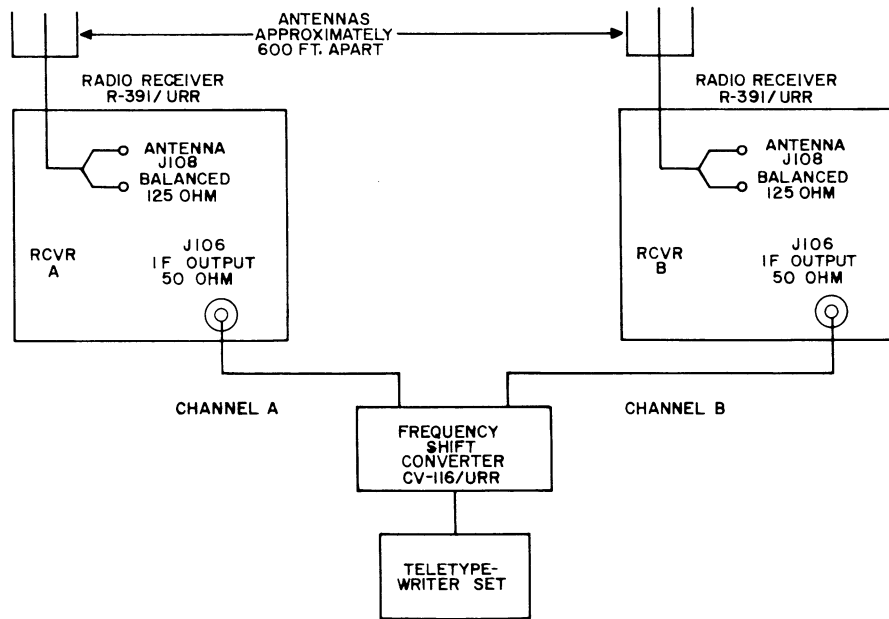 ANTENNAS
APPROXIMATELY
600 FT. APART
RADIO RECEIVER
R-391/URR
ANTENNA
J108
BALANCED
125 OHM
RCVR
A
J106
IF OUTPUT
50 OHM
RADIO RECEIVER
R-391/URR
ANTENNA
J108
BALANCED
125 OHM
RCVR
B
J106
IF OUTPUT
50 OHM
CHANNEL A
CHANNEL B
FREQUENCY
SHIFT
CONVERTER
CV-116/URR
TELETYPE-
WRITER SET